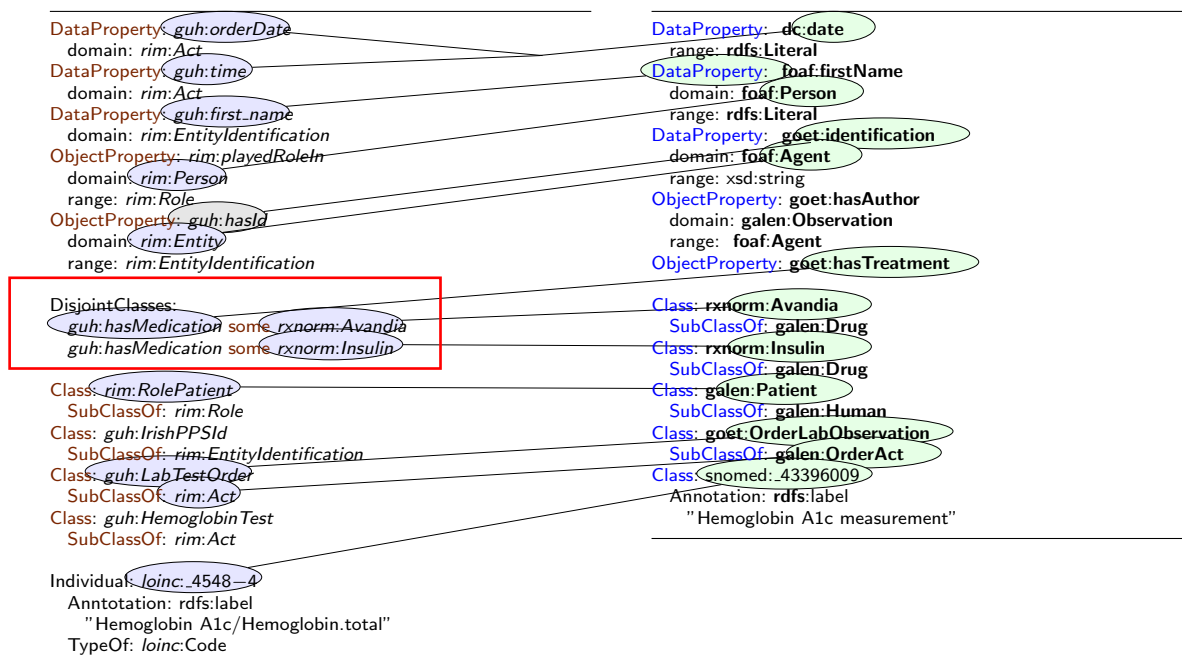 DataProperty: guh:orderDate
domain: rim:Act
DataProperty: guh:time
domain: rim:Act
DataProperty: guh:first_name
domain: rim:EntityIdentification
ObjectProperty: rim:playedRoleIn
domain: rim:Person
range: rim:Role
ObjectProperty: guh:hasId
domain: rim:Entity
range: rim:EntityIdentification
DisjointClasses:
guh:hasMedication some rxnorm:Avandia
guh:hasMedication some rxnorm:Insulin
Class: rim:RolePatient
SubClassOf: rim:Role
Class: guh:IrishPPSId
SubClassOf: rim:EntityIdentification
Class: guh:LabTestOrder
SubClassOf: rim:Act
Class: guh:HemoglobinTest
SubClassOf: rim:Act
Individual: loinc:_4548−4
Anntotation: rdfs:label
"Hemoglobin A1c/Hemoglobin.total"
TypeOf: loinc:Code
DataProperty: dc:date
range: rdfs:Literal
DataProperty: foaf:firstName
domain: foaf:Person
range: rdfs:Literal
DataProperty: goet:identification
domain: foaf:Agent
range: xsd:string
ObjectProperty: goet:hasAuthor
domain: galen:Observation
range: foaf:Agent
ObjectProperty: goet:hasTreatment
Class: rxnorm:Avandia
SubClassOf: galen:Drug
Class: rxnorm:Insulin
SubClassOf: galen:Drug
Class: galen:Patient
SubClassOf: galen:Human
Class: goet:OrderLabObservation
SubClassOf: galen:OrderAct
Class: snomed:_43396009
Annotation: rdfs:label
"Hemoglobin A1c measurement"